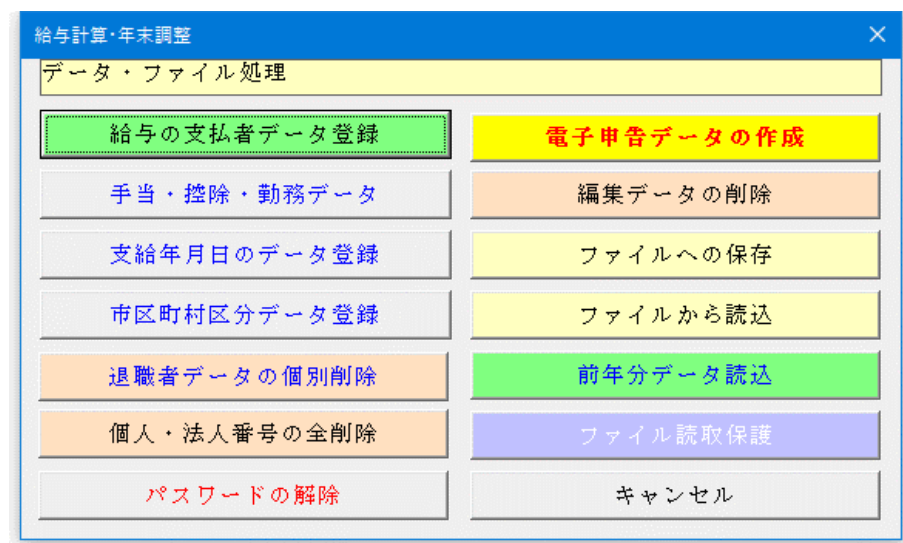 給与計算･年末調整
データ・ファイル処理
給与の支払者データ登録
電子申告データの作成
手当・控除・勤務データ
編集データの削除
支給年月日のデータ登録
ファイルへの保存
市区町村区分データ登録
ファイルから読込
退職者データの個別削除
前年分データ読込
個人・法人番号の全削除
ファイル読取保護
パスワードの解除
キャンセル